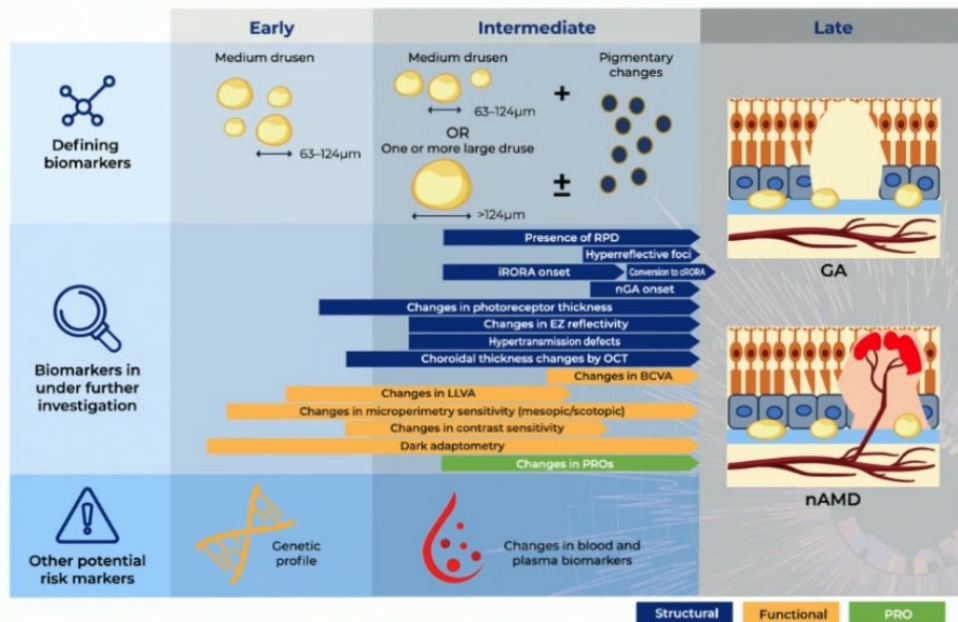 Early
Intermediate
Late
Defining
biomarkers
Medium drusen
63–124µm
Medium drusen
63–124µm
OR
One or more large druse
>124µm
+
±
Pigmentary
changes
GA
Biomarkers in
under further
investigation
Presence of RPD
Hyperreflective foci
iRORA onset
Conversion to cRORA
nGA onset
Changes in photoreceptor thickness
Changes in EZ reflectivity
Hypertransmission defects
Choroidal thickness changes by OCT
Changes in BCVA
Changes in LLVA
Changes in microperimetry sensitivity (mesopic/scotopic)
Changes in contrast sensitivity
Dark adaptometry
Changes in PROs
nAMD
Other potential
risk markers
Genetic
profile
Changes in blood and
plasma biomarkers
Structural
Functional
PRO